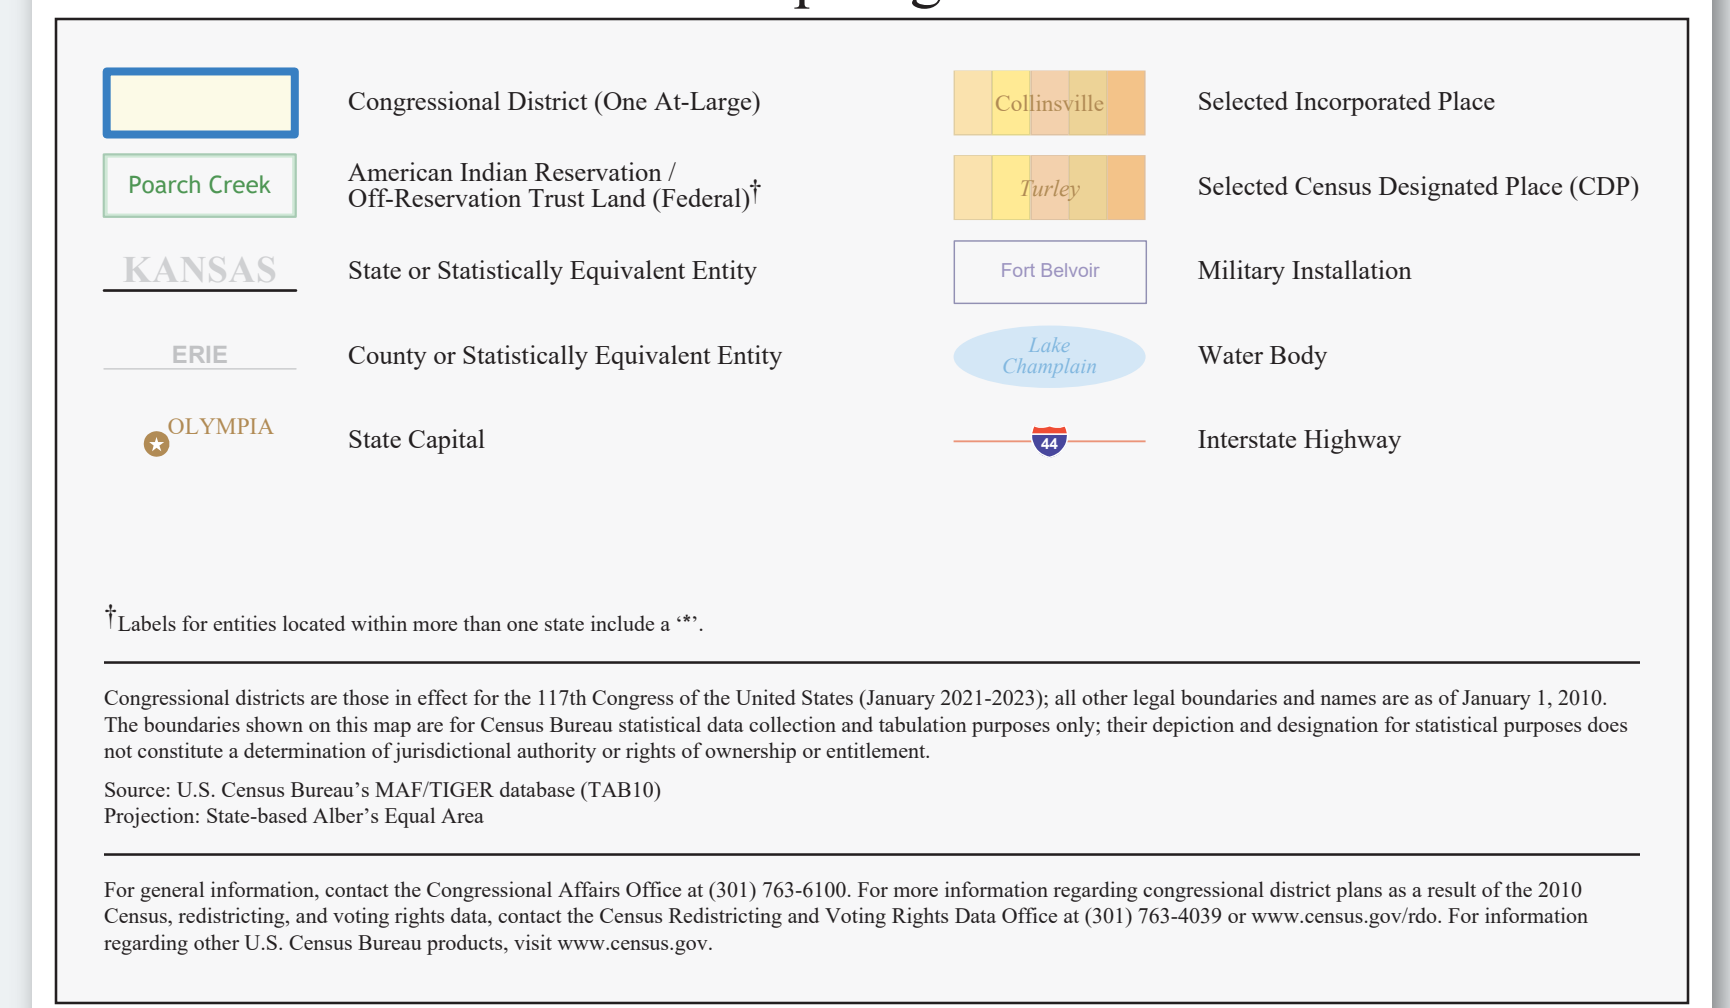 Congressional District (One At-Large)
Poarch Creek
American Indian Reservation /
Off-Reservation Trust Land (Federal)†
KANSAS
State or Statistically Equivalent Entity
ERIE
County or Statistically Equivalent Entity
OLYMPIA
State Capital
Collinsville
Selected Incorporated Place
Turley
Selected Census Designated Place (CDP)
Fort Belvoir
Military Installation
Lake
Champlain
Water Body
44
Interstate Highway
†Labels for entities located within more than one state include a ‘*’.
Congressional districts are those in effect for the 117th Congress of the United States (January 2021-2023); all other legal boundaries and names are as of January 1, 2010.
The boundaries shown on this map are for Census Bureau statistical data collection and tabulation purposes only; their depiction and designation for statistical purposes does
not constitute a determination of jurisdictional authority or rights of ownership or entitlement.
Source: U.S. Census Bureau’s MAF/TIGER database (TAB10)
Projection: State-based Alber’s Equal Area
For general information, contact the Congressional Affairs Office at (301) 763-6100. For more information regarding congressional district plans as a result of the 2010
Census, redistricting, and voting rights data, contact the Census Redistricting and Voting Rights Data Office at (301) 763-4039 or www.census.gov/rdo. For information
regarding other U.S. Census Bureau products, visit www.census.gov.